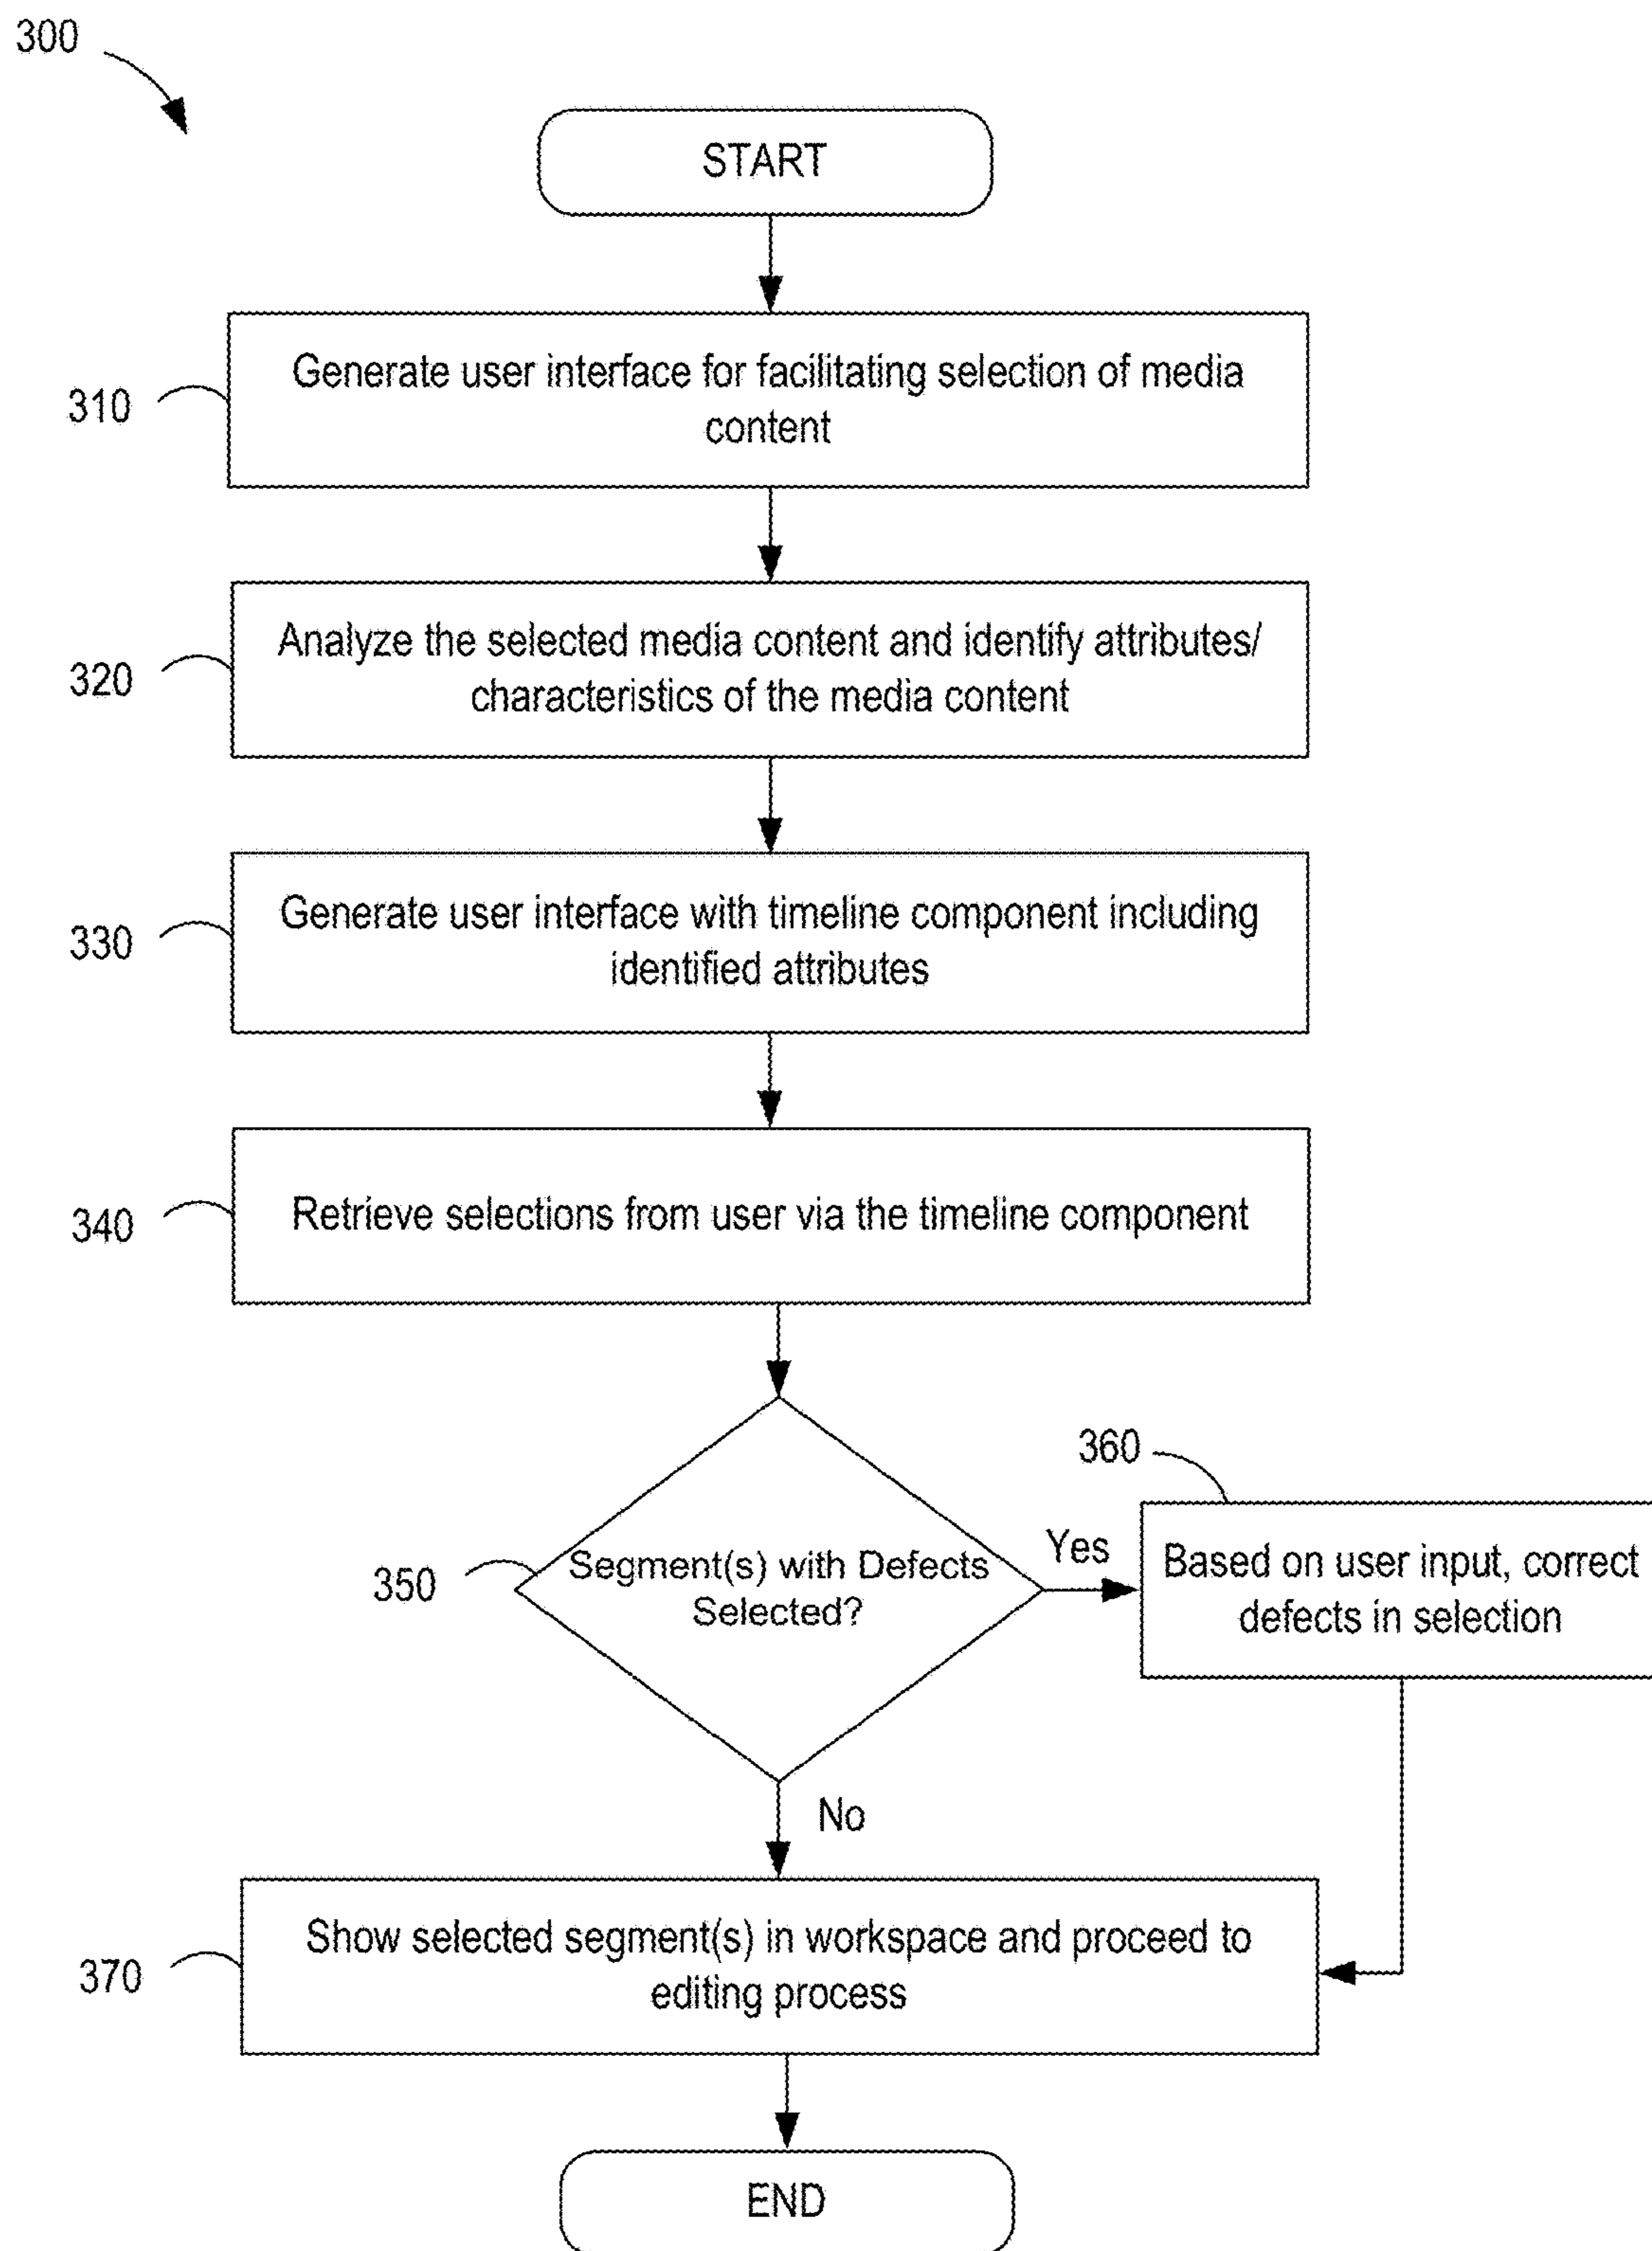 300
START
310
Generate user interface for facilitating selection of media
content
320
Analyze the selected media content and identify attributes/
characteristics of the media content
330
Generate user interface with timeline component including
identified attributes
340
Retrieve selections from user via the timeline component
350
Segment(s) with Defects
Selected?
Yes
360
Based on user input, correct
defects in selection
No
370
Show selected segment(s) in workspace and proceed to
editing process
END